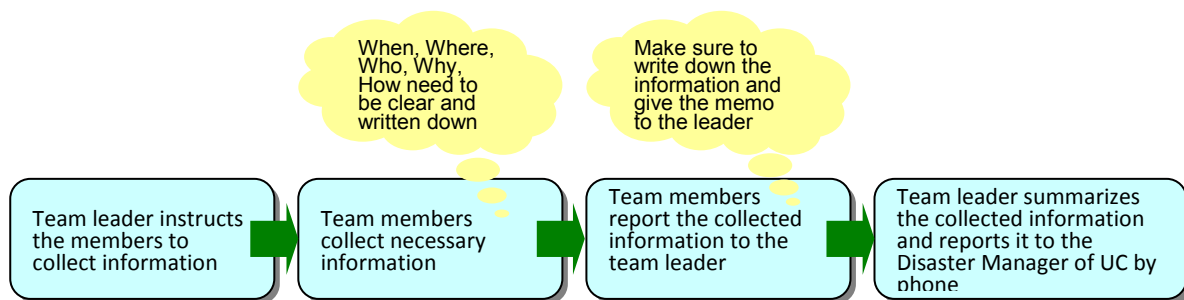 When, Where,
Who, Why,
How need to
be clear and
written down
Make sure to
write down the
information and
give the memo
to the leader
Team leader instructs
the members to
collect information
Team members
collect necessary
information
Team members
report the collected
information to the
team leader
Team leader summarizes
the collected information
and reports it to the
Disaster Manager of UC by
phone